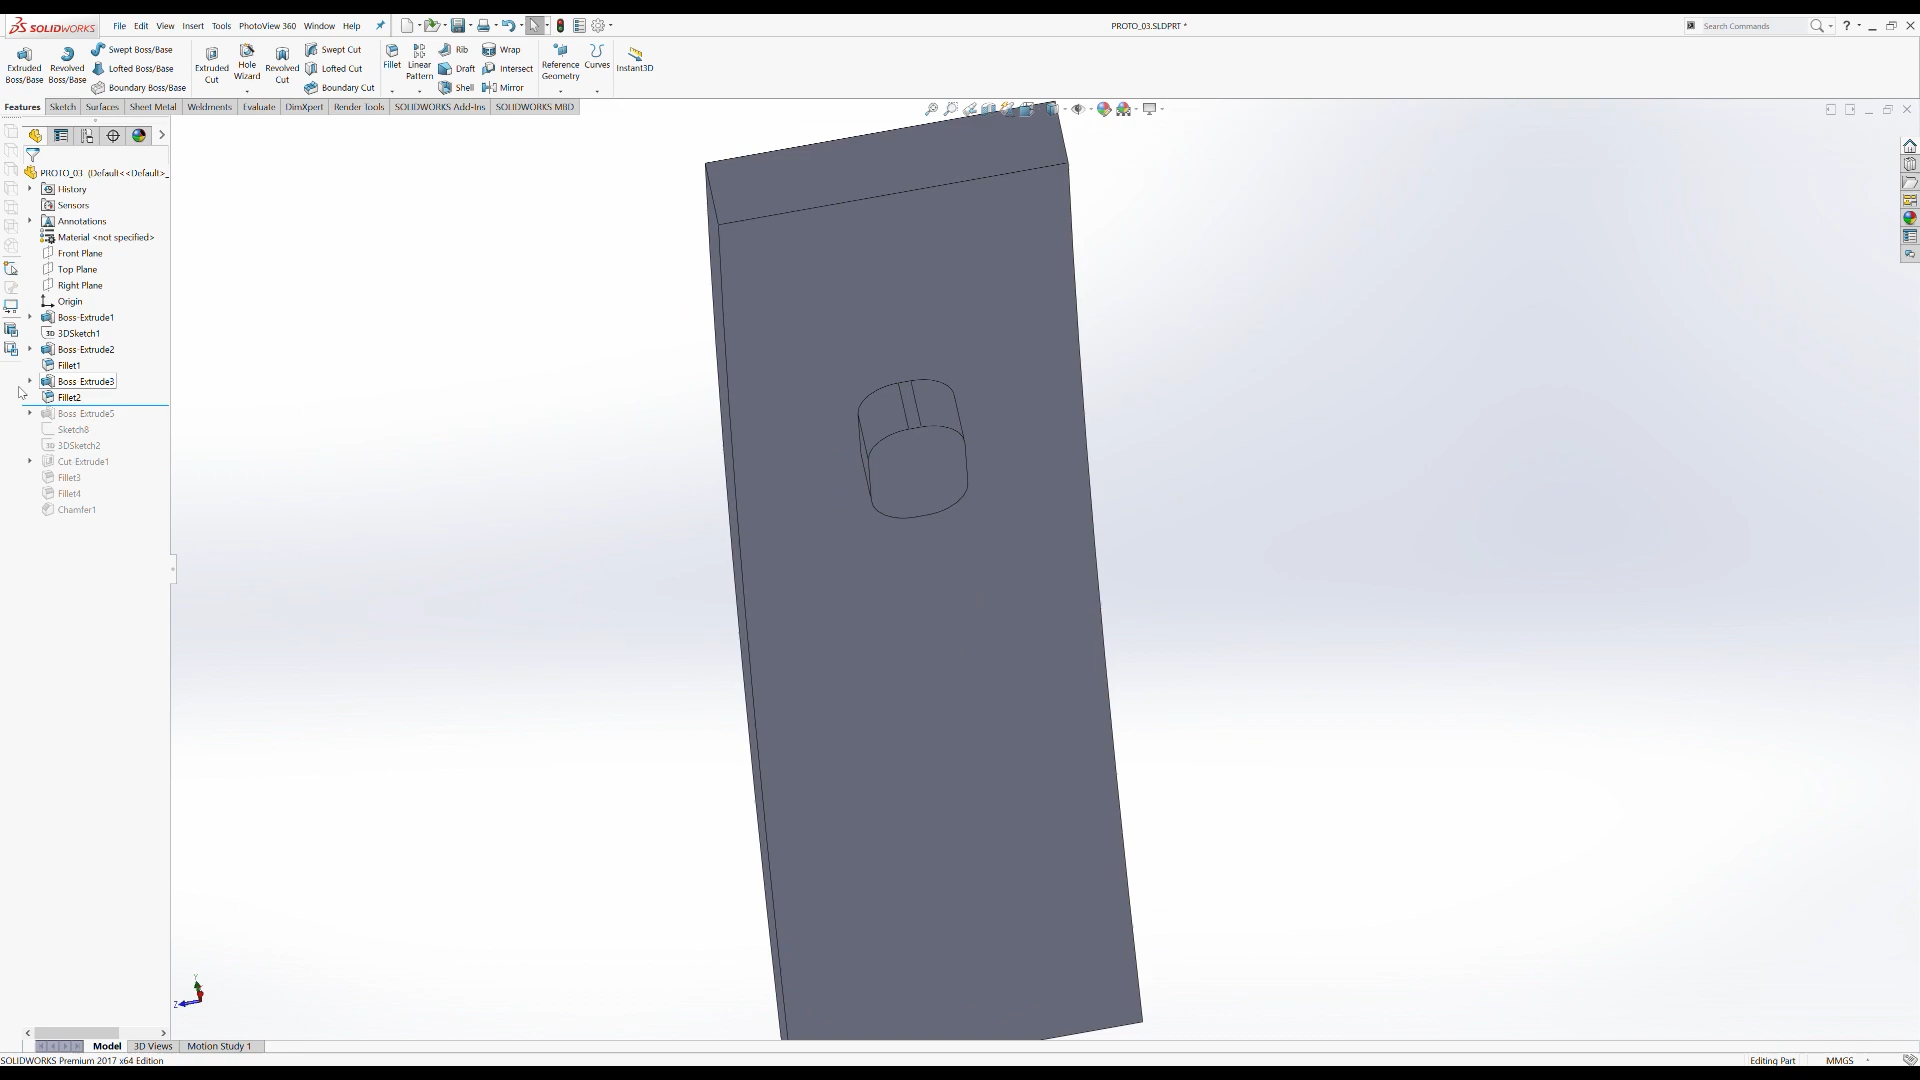 SOLIDWORKS File Edit View Insert Tools PhotoView 360 Window Help PROTO_03.SLDPRT * Search Commands
Extruded Boss/Base
Revolved Boss/Base
Swept Boss/Base
Lofted Boss/Base
Boundary Boss/Base
Extruded Cut
Hole Wizard
Revolved Cut
Swept Cut
Lofted Cut
Boundary Cut
Fillet
Linear Pattern
Rib
Draft
Shell
Wrap
Intersect
Mirror
Reference Geometry
Curves
Instant3D
Features Sketch Surfaces Sheet Metal Weldments Evaluate DimXpert Render Tools SOLIDWORKS Add-Ins SOLIDWORKS MBD
PROTO_03 (Default<<Default>_
History
Sensors
Annotations
Material <not specified>
Front Plane
Top Plane
Right Plane
Origin
Boss-Extrude1
3DSketch1
Boss-Extrude2
Fillet1
Boss-Extrude3
Fillet2
Boss-Extrude5
Sketch8
3DSketch2
Cut-Extrude1
Fillet3
Fillet4
Chamfer1
Y
Z
Model 3D Views Motion Study 1
SOLIDWORKS Premium 2017 x64 Edition Editing Part MMGS